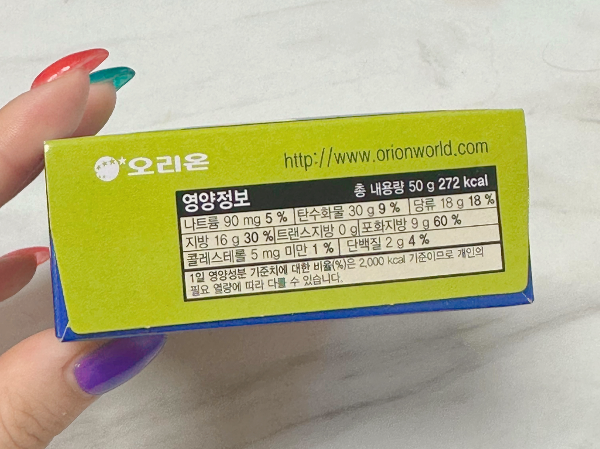 오리온
http://www.orionworld.com
영양정보 총 내용량 50 g 272 kcal
나트륨 90 mg 5 % 탄수화물 30 g 9 % 당류 18 g 18 %
지방 16 g 30 % 트랜스지방 0 g 포화지방 9 g 60 %
콜레스테롤 5 mg 미만 1 % 단백질 2 g 4 %
1일 영양성분 기준치에 대한 비율(%)은 2,000 kcal 기준이므로 개인의
필요 열량에 따라 다를 수 있습니다.